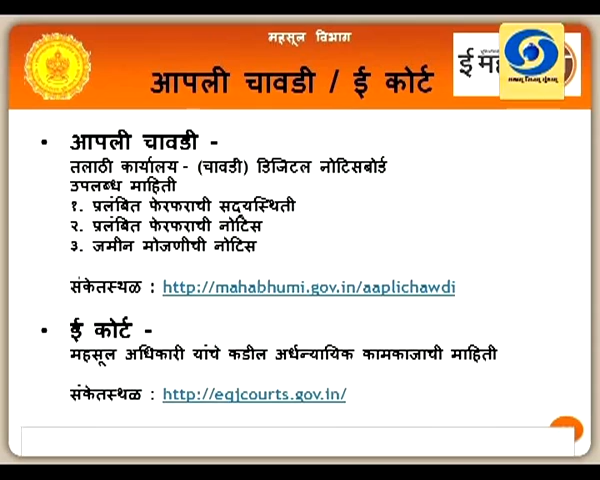 महसूल विभाग
आपली चावडी / ई कोर्ट
ई
• आपली चावडी -
तलाठी कार्यालय - (चावडी) डिजिटल नोटिसबोर्ड
उपलब्ध माहिती
१. प्रलंबित फेरफाराची सद्यस्थिती
२. प्रलंबित फेरफाराची नोटिस
३. जमीन मोजणीची नोटिस
संकेतस्थळ : http://mahabhumi.gov.in/aaplichawdi
• ई कोर्ट -
महसूल अधिकारी यांचे कडील अर्धन्यायिक कामकाजाची माहिती
संकेतस्थळ : http://eqjcourts.gov.in/